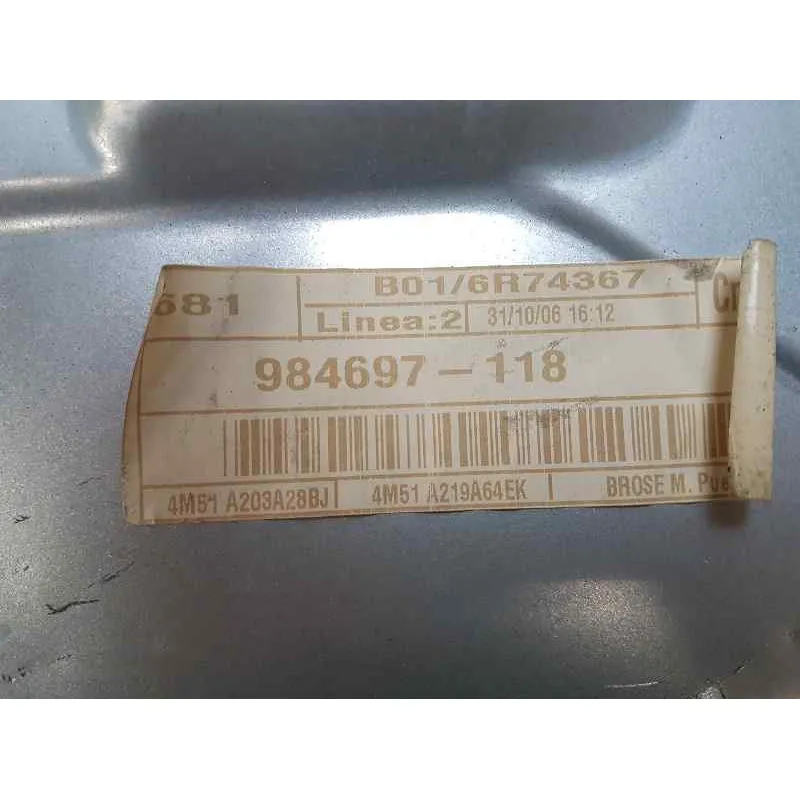 681 B01/6R74367
Linea:2 31/10/06 16:12
984697-118
4M51 A203A28BJ 4M51 A219A64EK BROSE M.